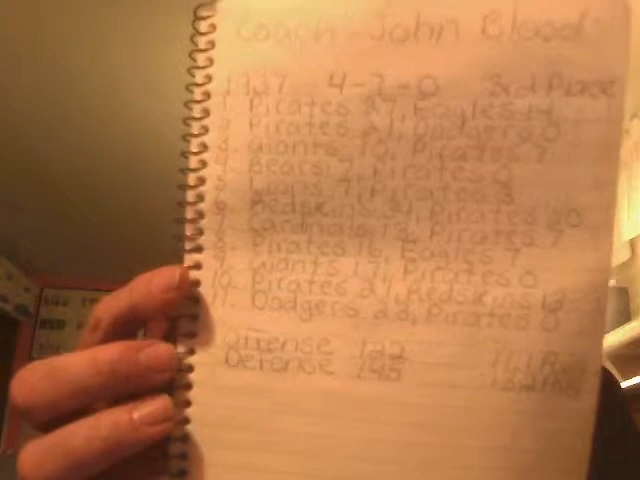 Coach - John Blood
1937 4-7-0 3rd Place
1. Pirates 27, Eagles 14
2. Pirates 21, Dodgers 0
3. Giants 10, Pirates 7
4. Bears 7, Pirates 0
5. Lions 7, Pirates 3
6. Redskins 34, Pirates 20
7. Cardinals 13, Pirates 7
8. Pirates 16, Eagles 7
9. Giants 17, Pirates 0
10. Pirates 21, Redskins 13
11. Dodgers 23, Pirates 0
Offense 122
Defense 145